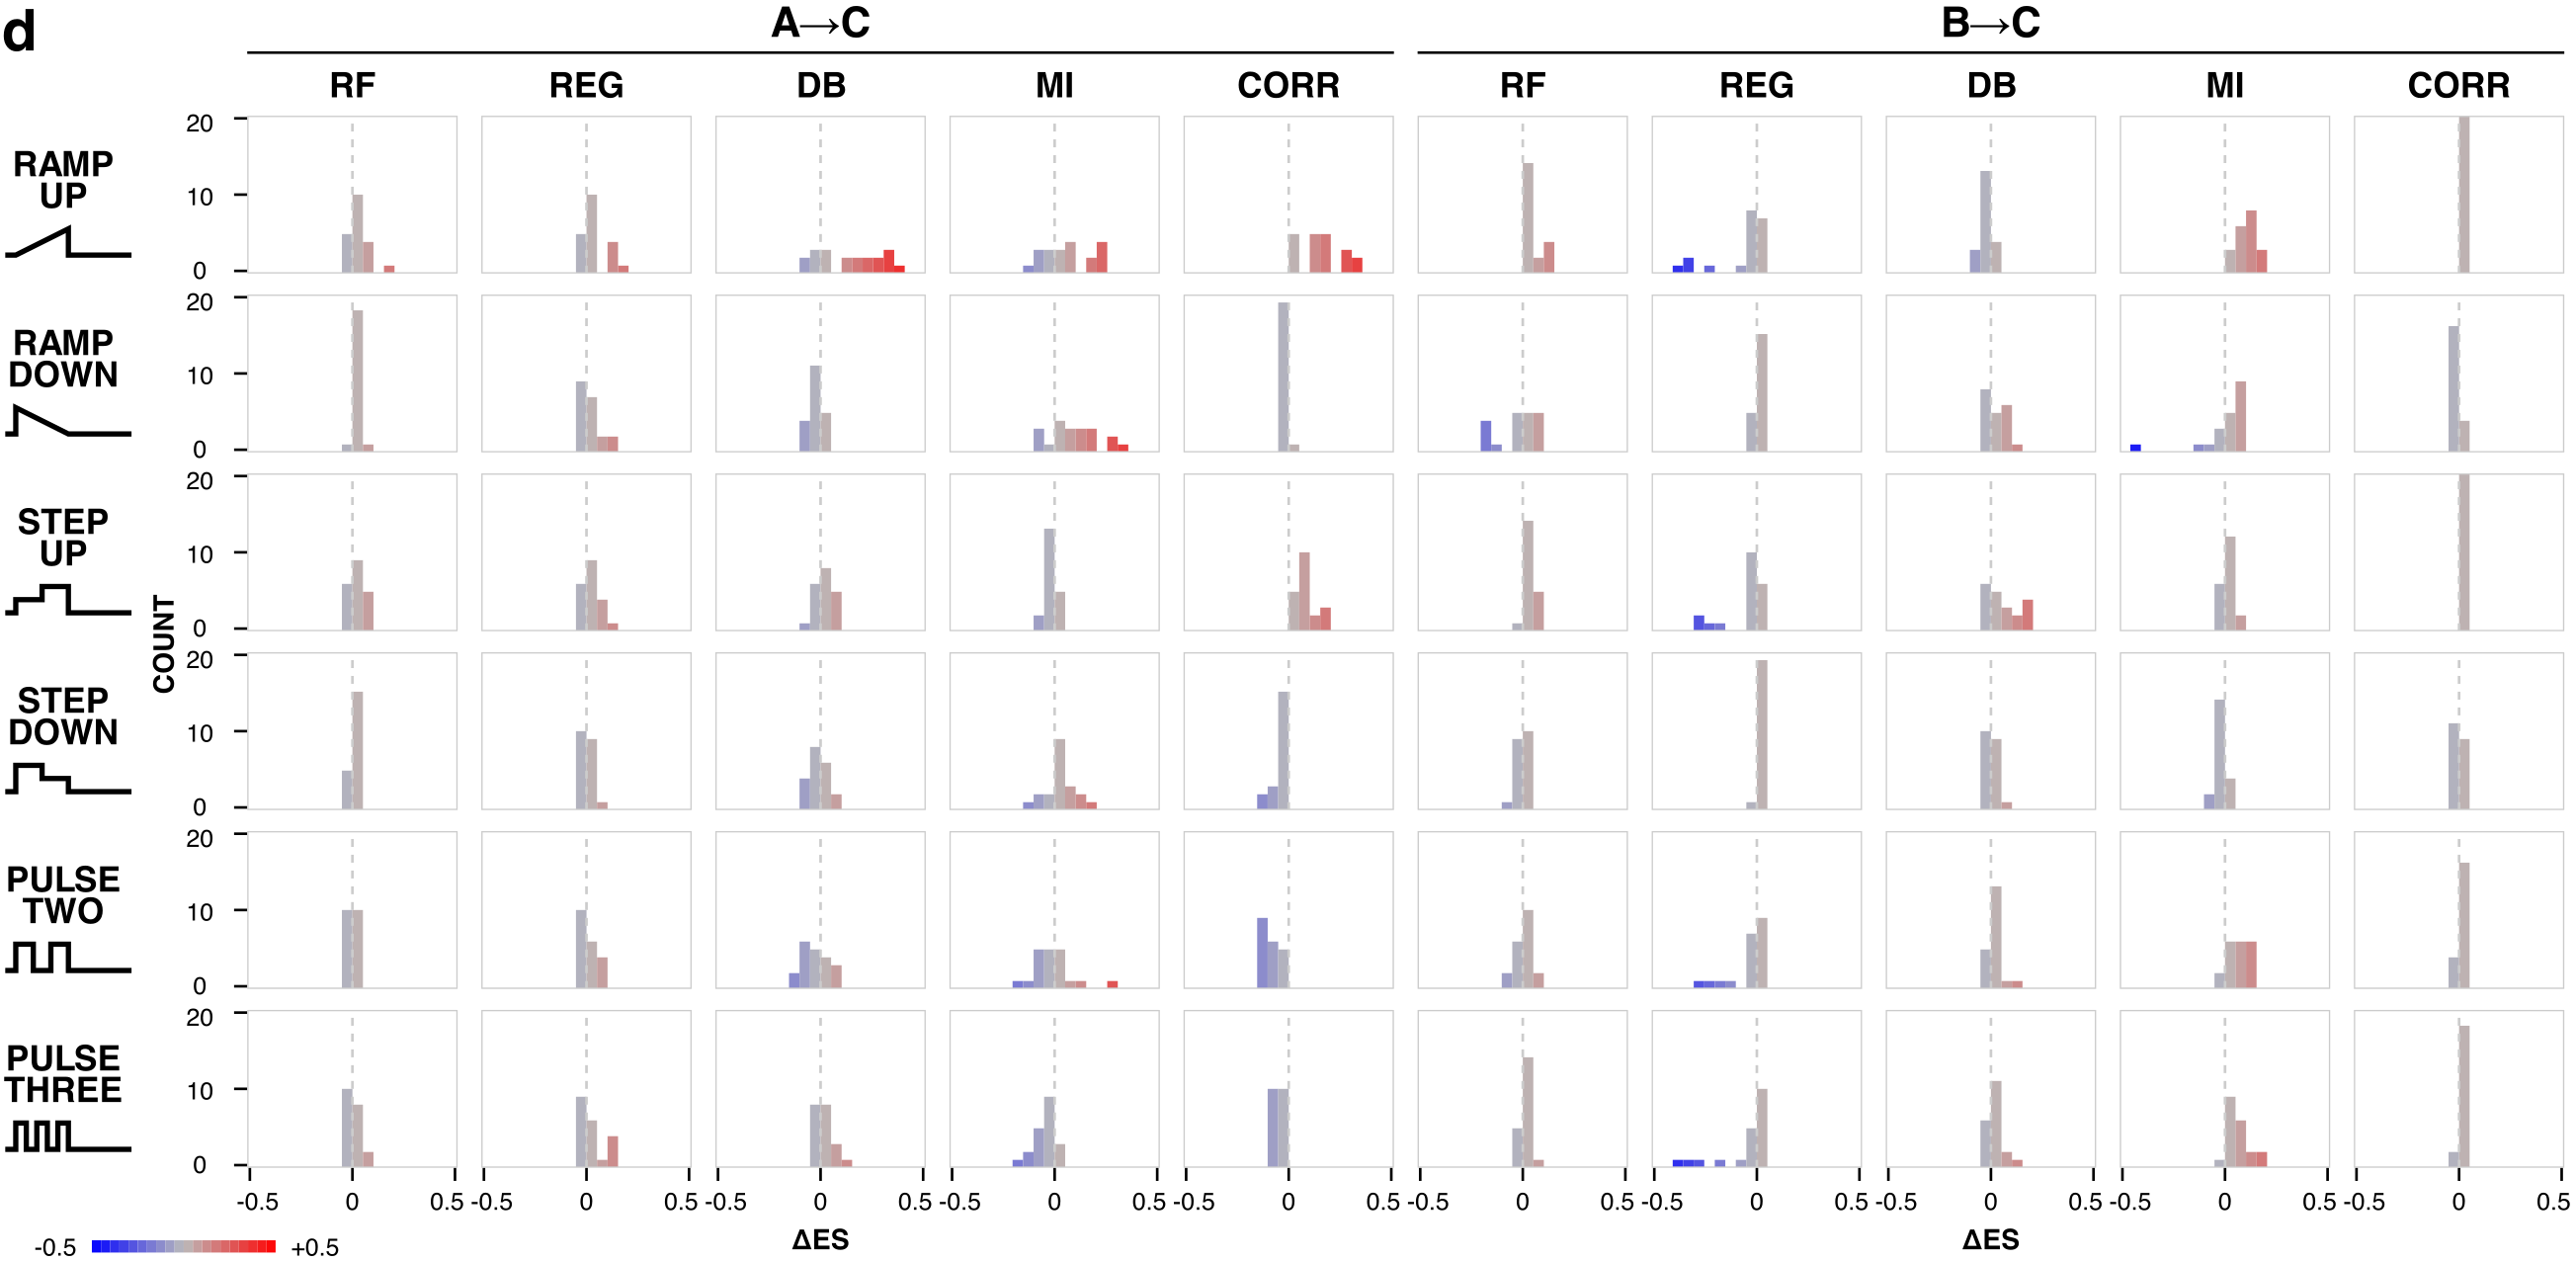 d
A→C
B→C
RF REG DB MI CORR RF REG DB MI CORR
RAMP
UP
20
10
0
RAMP
DOWN
20
10
0
STEP
UP
20
10
0
COUNT
STEP
DOWN
20
10
0
PULSE
TWO
20
10
0
PULSE
THREE
20
10
0
-0.5 0 0.5 -0.5 0 0.5 -0.5 0 0.5 -0.5 0 0.5 -0.5 0 0.5 -0.5 0 0.5 -0.5 0 0.5 -0.5 0 0.5 -0.5 0 0.5 -0.5 0 0.5
ΔES ΔES
-0.5 +0.5